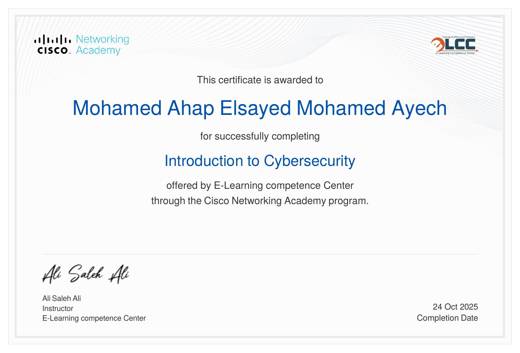 Networking
CISCO. Academy
ELCC
This certificate is awarded to
Mohamed Ahap Elsayed Mohamed Ayech
for successfully completing
Introduction to Cybersecurity
offered by E-Learning competence Center
through the Cisco Networking Academy program.
Ali Saleh Ali
Ali Saleh Ali
Instructor
E-Learning competence Center
24 Oct 2025
Completion Date